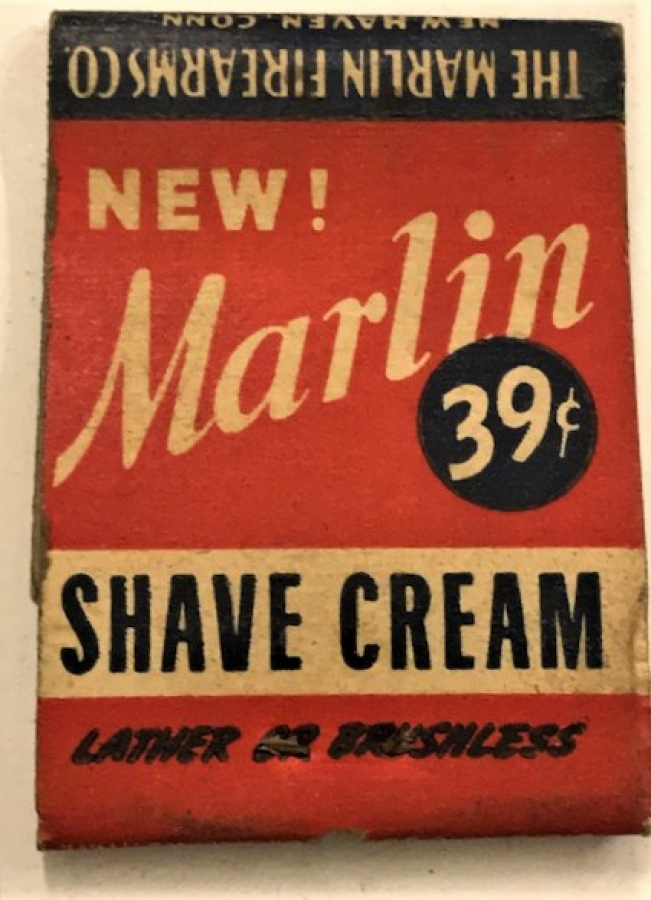 NEW HAVEN, CONN
THE MARLIN FIREARMS CO.
NEW!
Marlin
39¢
SHAVE CREAM
LATHER OR BRUSHLESS